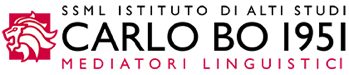 SSML ISTITUTO DI ALTI STUDI
CARLO BO 1951
MEDIATORI LINGUISTICI